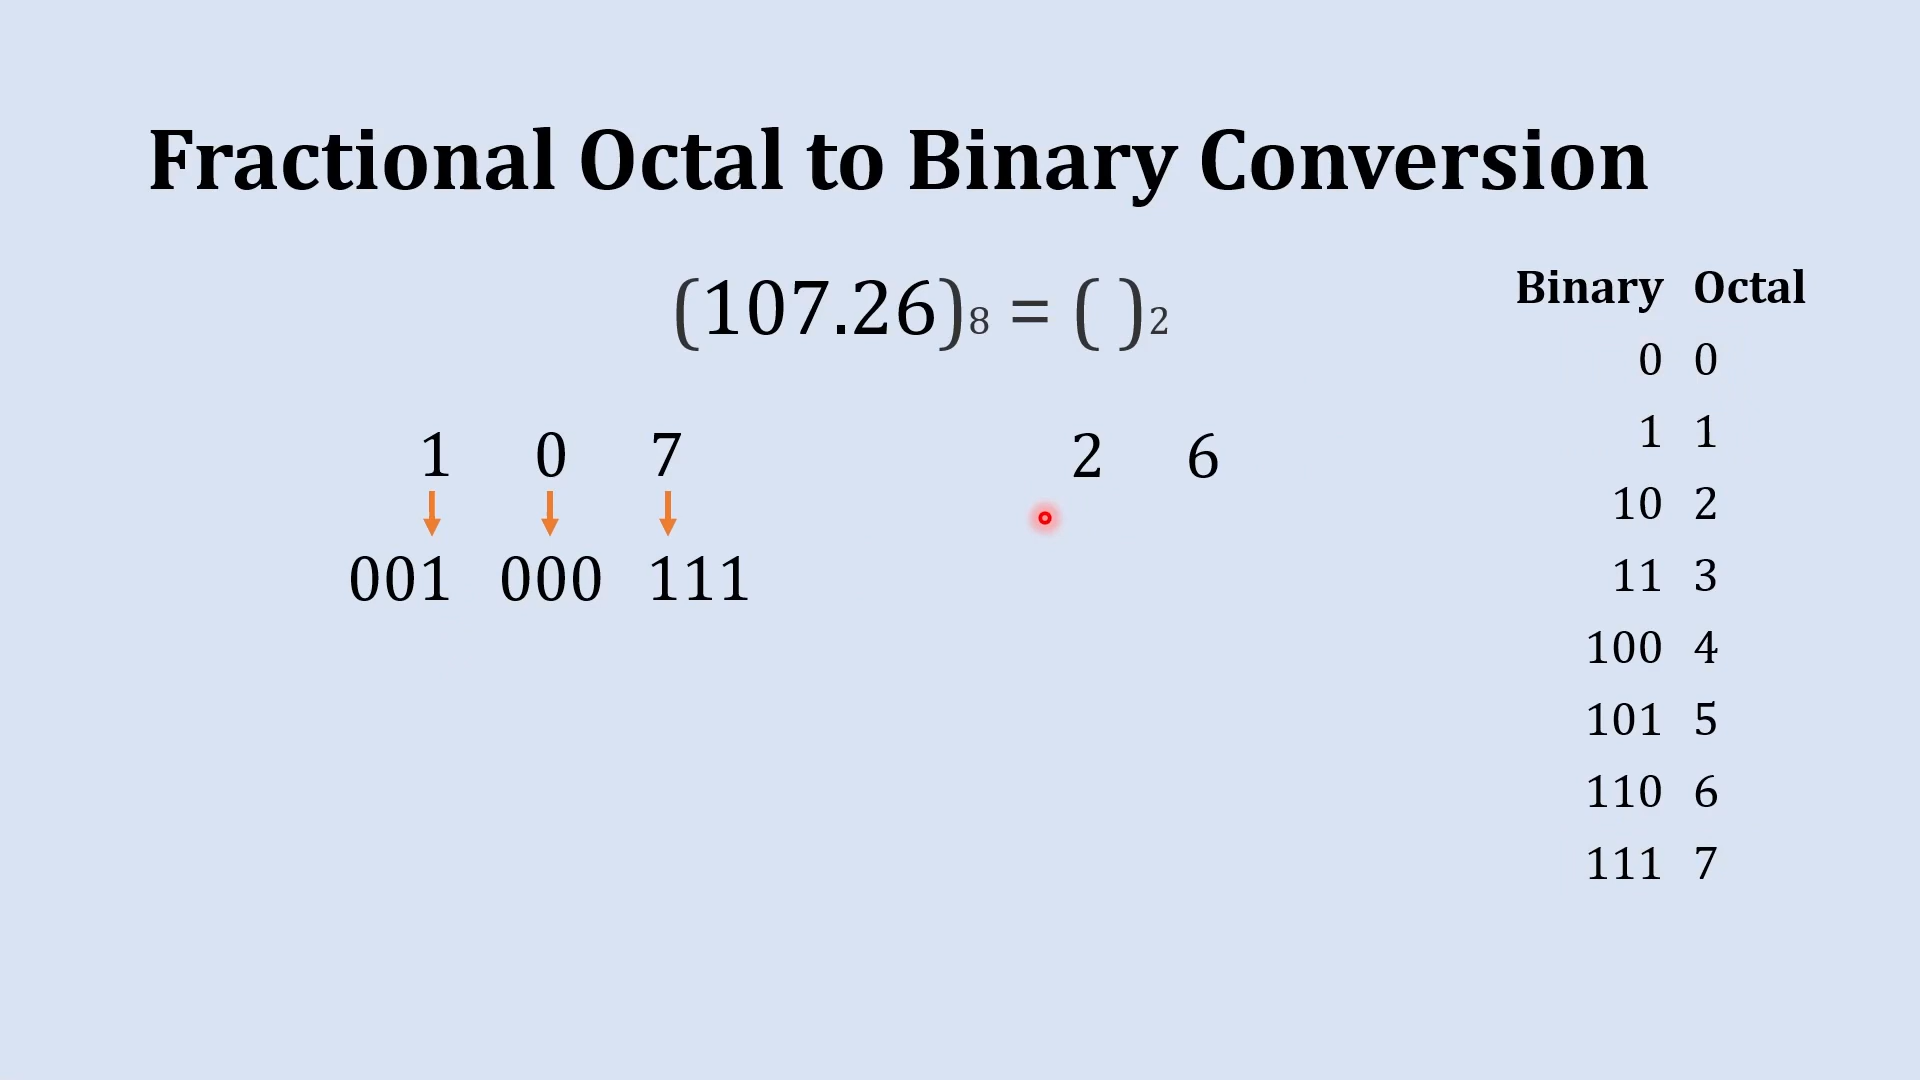 Fractional Octal to Binary Conversion
(107.26)8 = ( )2
1 0 7 2 6
001 000 111
Binary Octal
0 0
1 1
10 2
11 3
100 4
101 5
110 6
111 7